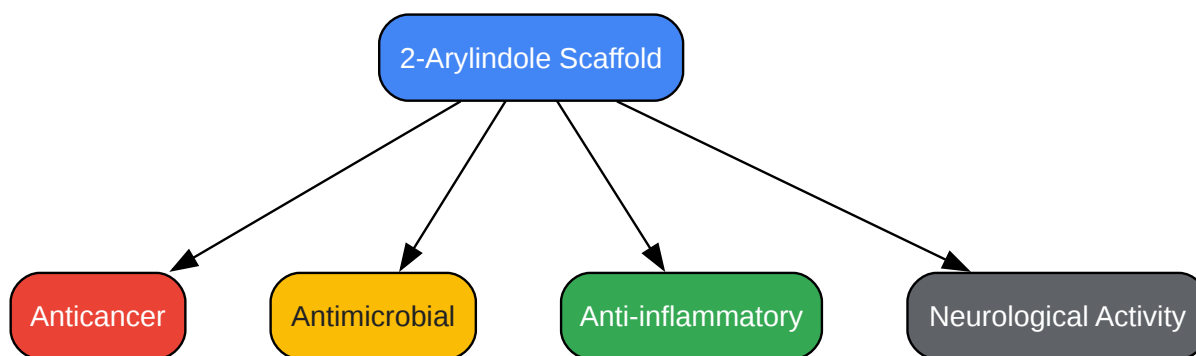 2-Arylindole Scaffold
Anticancer
Antimicrobial
Anti-inflammatory
Neurological Activity